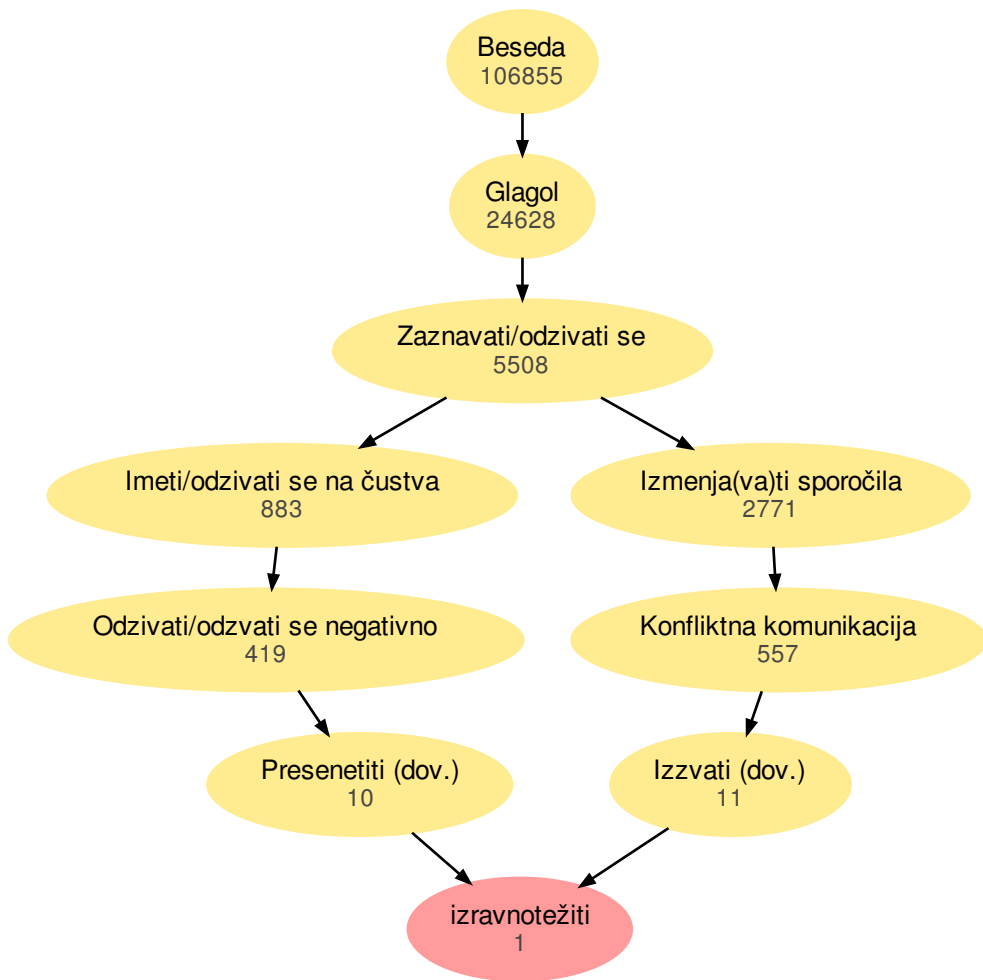 Beseda
106855
Glagol
24628
Zaznavati/odzivati se
5508
Imeti/odzivati se na čustva
883
Izmenja(va)ti sporočila
2771
Odzivati/odzvati se negativno
419
Konfliktna komunikacija
557
Presenetiti (dov.)
10
Izzvati (dov.)
11
izravnotežiti
1